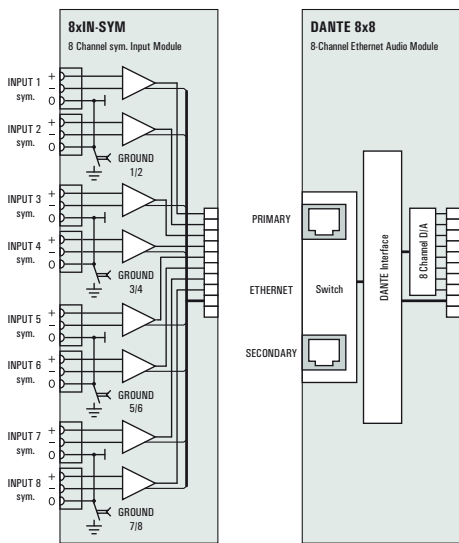 8xIN-SYM
8 Channel sym. Input Module
INPUT 1
sym.
+
–
0
INPUT 2
sym.
+
–
0
GROUND
1/2
INPUT 3
sym.
+
–
0
INPUT 4
sym.
+
–
0
GROUND
3/4
INPUT 5
sym.
+
–
0
INPUT 6
sym.
+
–
0
GROUND
5/6
INPUT 7
sym.
+
–
0
INPUT 8
sym.
+
–
0
GROUND
7/8
DANTE 8x8
8-Channel Ethernet Audio Module
PRIMARY
ETHERNET
SECONDARY
Switch
DANTE Interface
8 Channel D/A